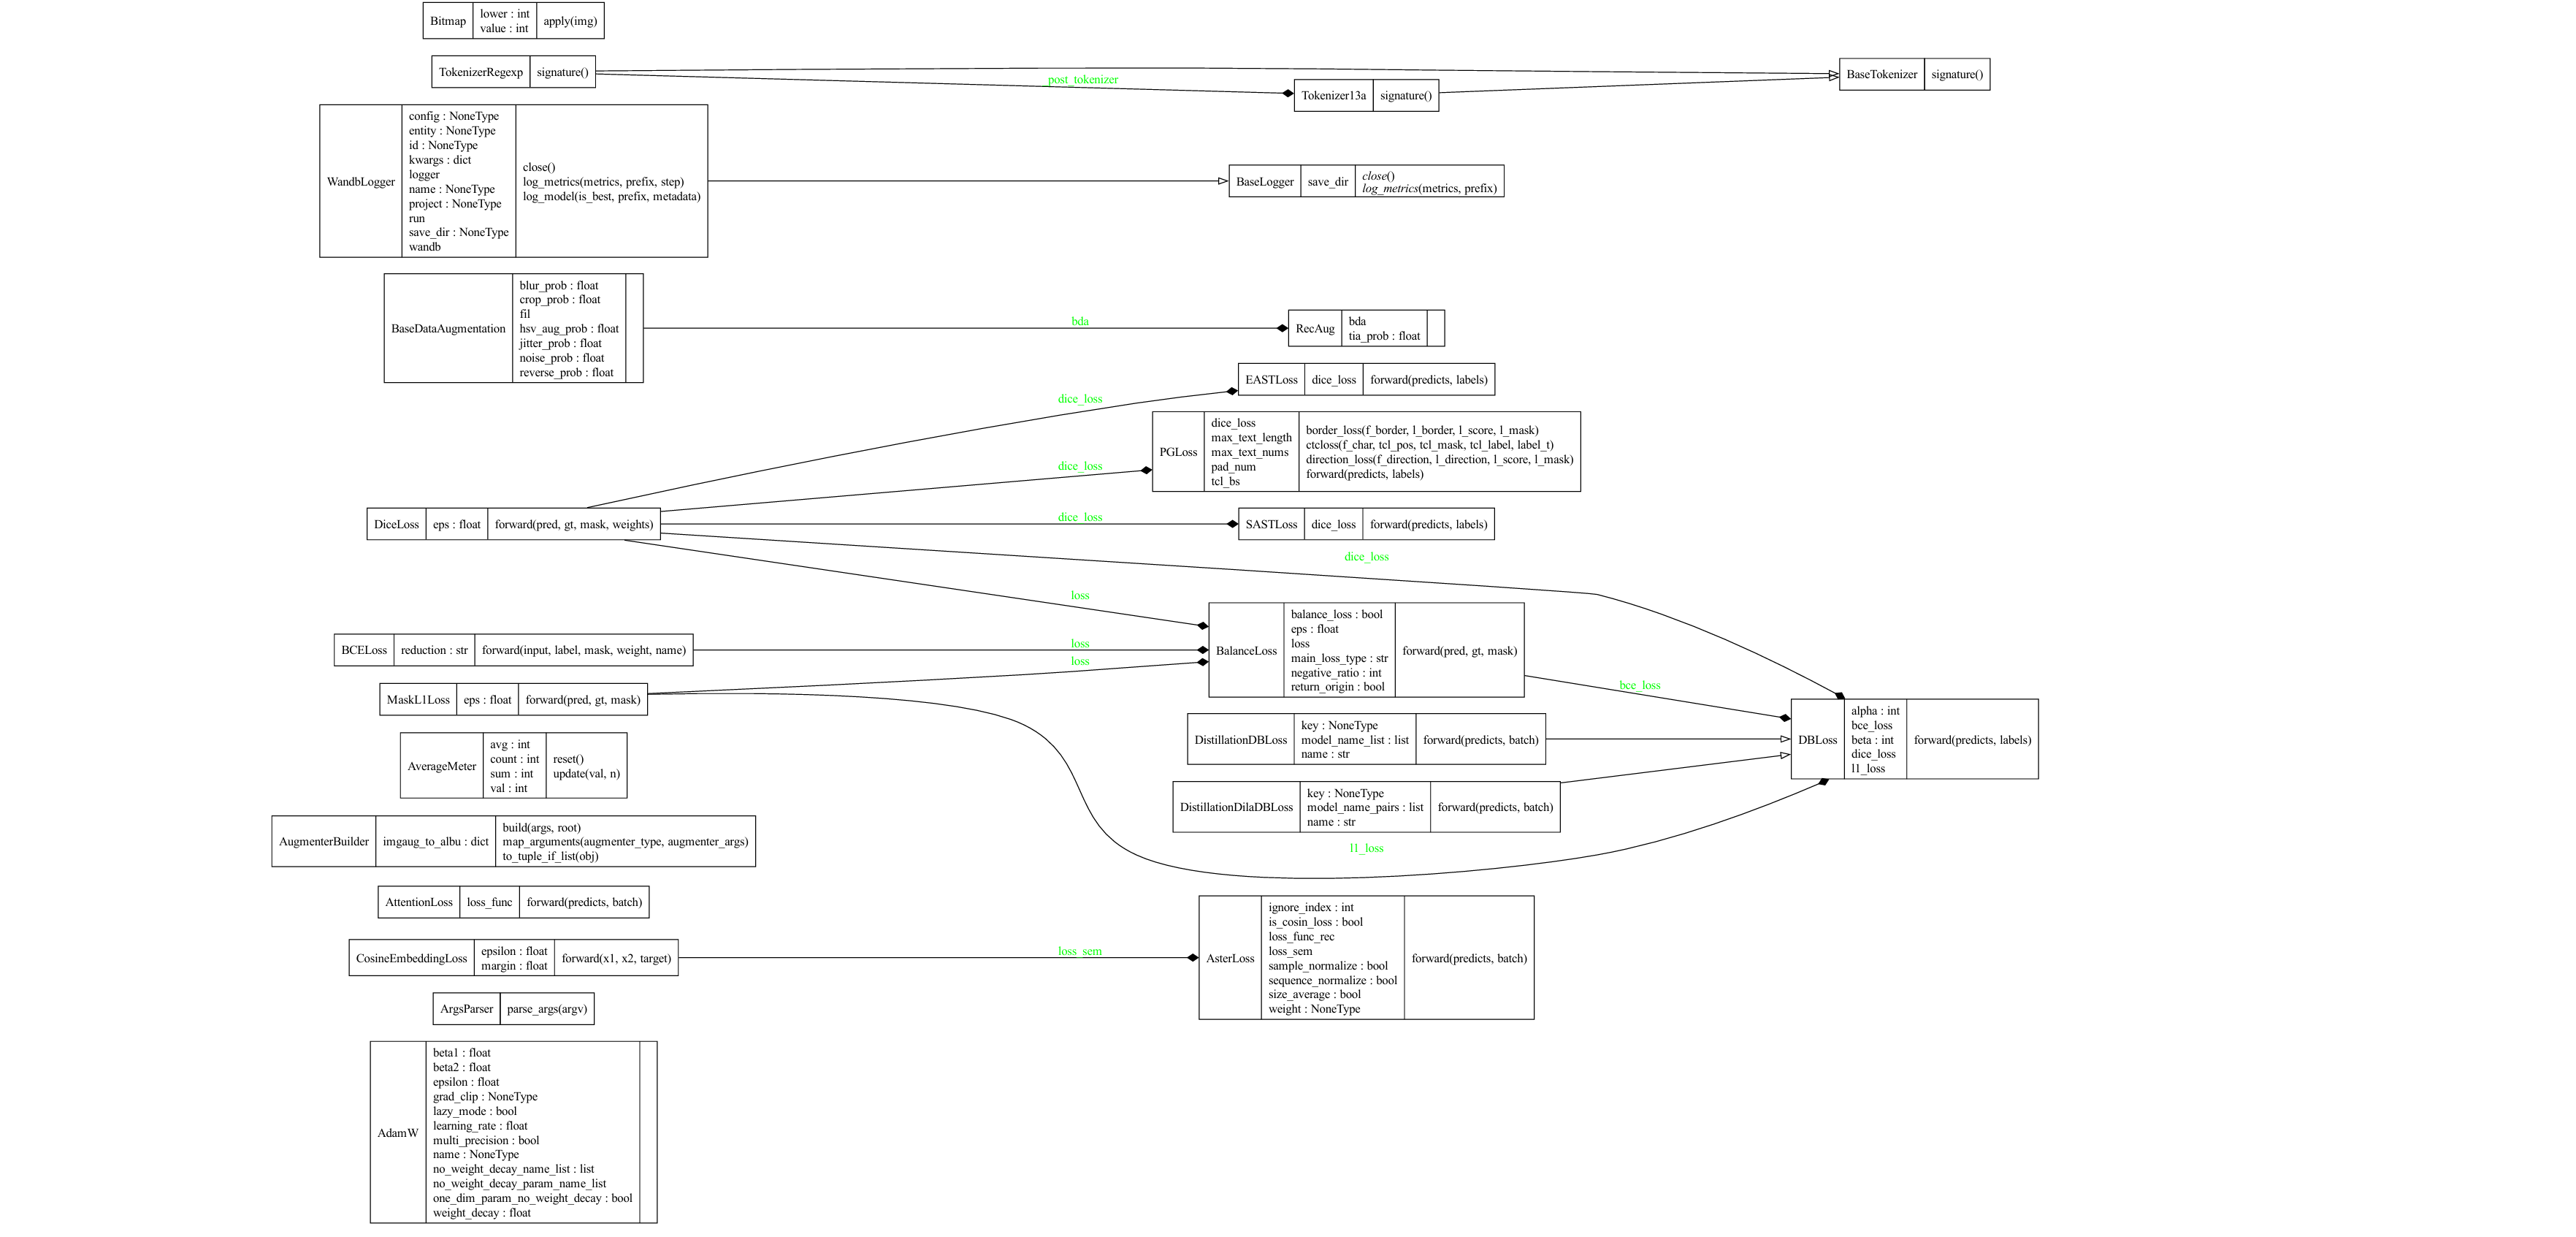 Bitmap
lower : int
value : int
apply(img)
TokenizerRegexp
signature()
post_tokenizer
Tokenizer13a
signature()
BaseTokenizer
signature()
WandbLogger
config : NoneType
entity : NoneType
id : NoneType
kwargs : dict
logger
name : NoneType
project : NoneType
run
save_dir : NoneType
wandb
close()
log_metrics(metrics, prefix, step)
log_model(is_best, prefix, metadata)
BaseLogger
save_dir
close()
log_metrics(metrics, prefix)
BaseDataAugmentation
blur_prob : float
crop_prob : float
fil
hsv_aug_prob : float
jitter_prob : float
noise_prob : float
reverse_prob : float
bda
RecAug
bda
tia_prob : float
dice_loss
EASTLoss
dice_loss
forward(predicts, labels)
dice_loss
PGLoss
dice_loss
max_text_length
max_text_nums
pad_num
tcl_bs
border_loss(f_border, l_border, l_score, l_mask)
ctcloss(f_char, tcl_pos, tcl_mask, tcl_label, label_t)
direction_loss(f_direction, l_direction, l_score, l_mask)
forward(predicts, labels)
DiceLoss
eps : float
forward(pred, gt, mask, weights)
dice_loss
SASTLoss
dice_loss
forward(predicts, labels)
dice_loss
loss
BCELoss
reduction : str
forward(input, label, mask, weight, name)
loss
loss
BalanceLoss
balance_loss : bool
eps : float
loss
main_loss_type : str
negative_ratio : int
return_origin : bool
forward(pred, gt, mask)
bce_loss
MaskL1Loss
eps : float
forward(pred, gt, mask)
DBLoss
alpha : int
bce_loss
beta : int
dice_loss
l1_loss
forward(predicts, labels)
DistillationDBLoss
key : NoneType
model_name_list : list
name : str
forward(predicts, batch)
AverageMeter
avg : int
count : int
sum : int
val : int
reset()
update(val, n)
DistillationDilaDBLoss
key : NoneType
model_name_pairs : list
name : str
forward(predicts, batch)
l1_loss
AugmenterBuilder
imgaug_to_albu : dict
build(args, root)
map_arguments(augmenter_type, augmenter_args)
to_tuple_if_list(obj)
AttentionLoss
loss_func
forward(predicts, batch)
CosineEmbeddingLoss
epsilon : float
margin : float
forward(x1, x2, target)
loss_sem
AsterLoss
ignore_index : int
is_cosin_loss : bool
loss_func_rec
loss_sem
sample_normalize : bool
sequence_normalize : bool
size_average : bool
weight : NoneType
forward(predicts, batch)
ArgsParser
parse_args(argv)
AdamW
beta1 : float
beta2 : float
epsilon : float
grad_clip : NoneType
lazy_mode : bool
learning_rate : float
multi_precision : bool
name : NoneType
no_weight_decay_name_list : list
no_weight_decay_param_name_list
one_dim_param_no_weight_decay : bool
weight_decay : float